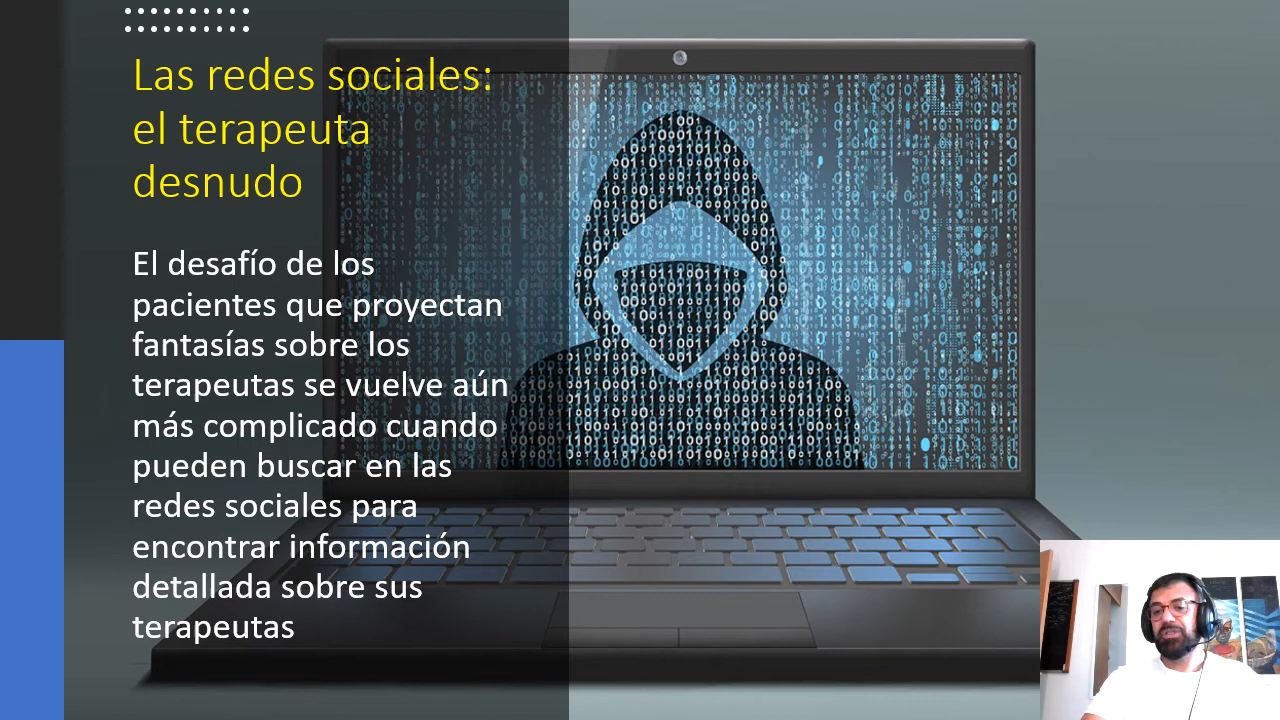 Las redes sociales:
el terapeuta
desnudo
El desafío de los
pacientes que proyectan
fantasías sobre los
terapeutas se vuelve aún
más complicado cuando
pueden buscar en las
redes sociales para
encontrar información
detallada sobre sus
terapeutas